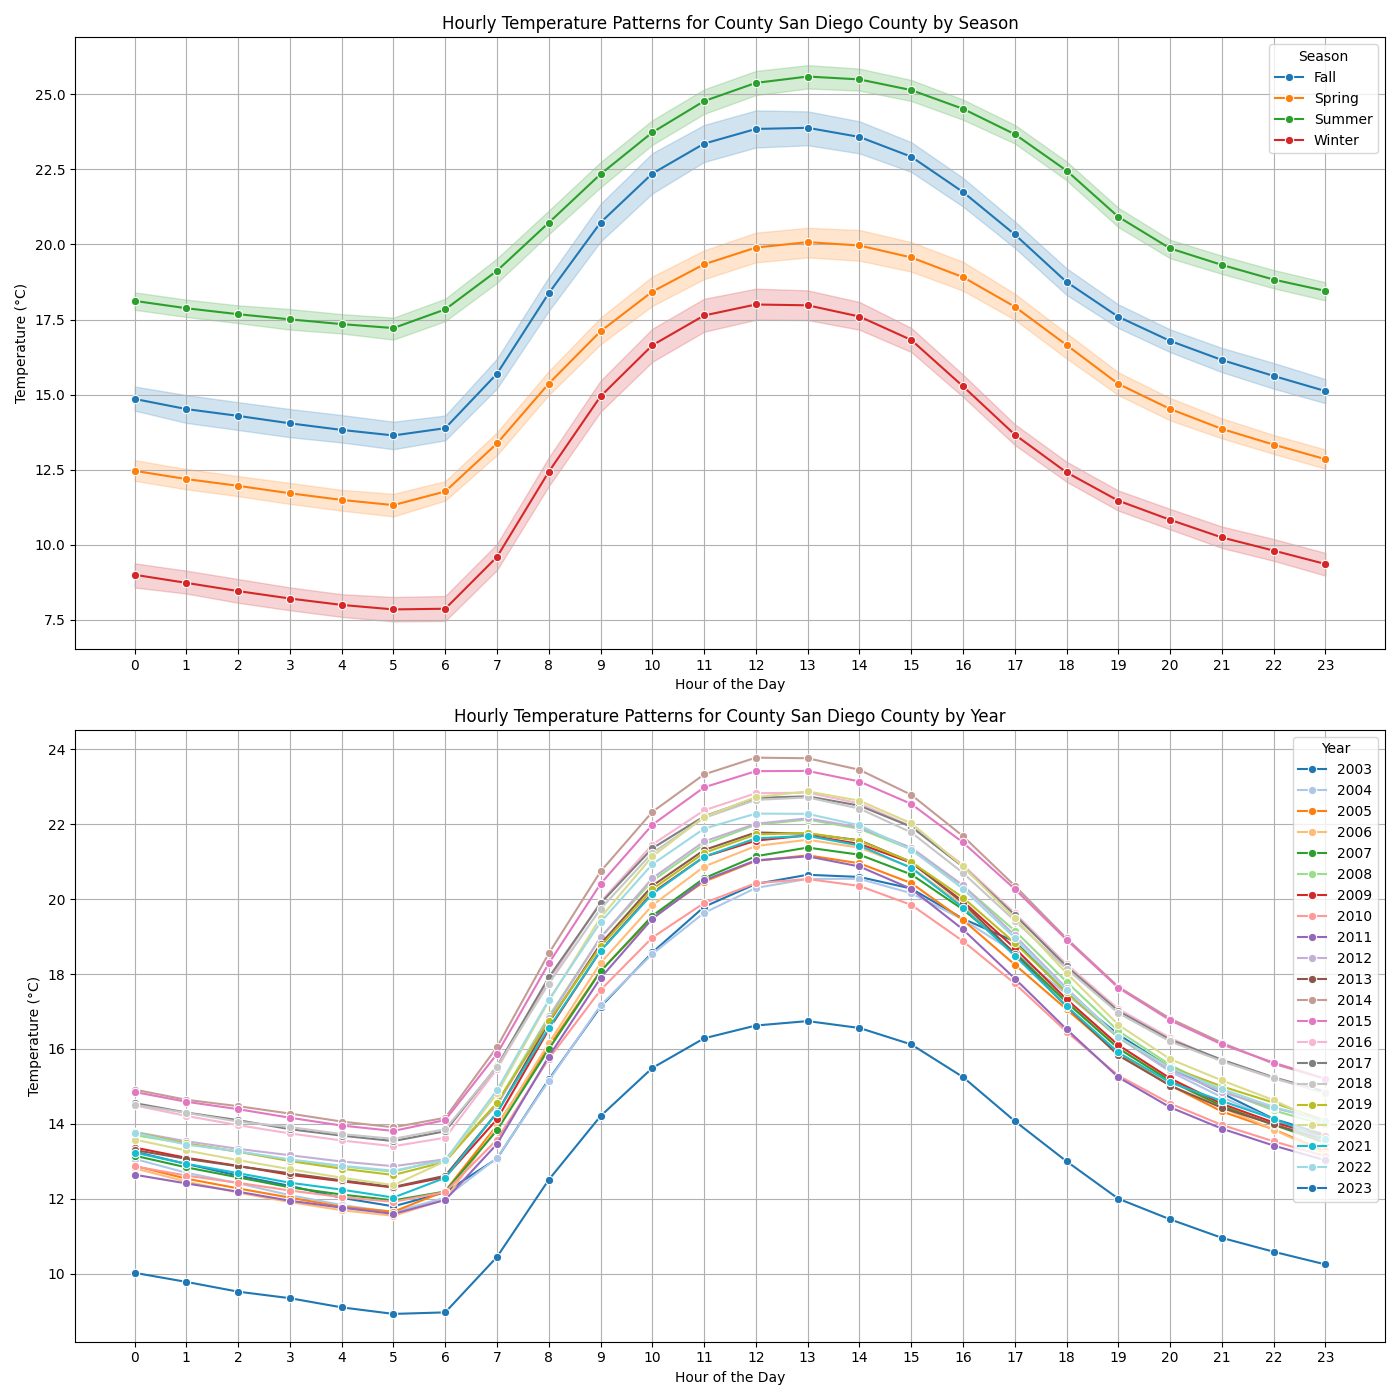 Hourly Temperature Patterns for County San Diego County by Season
Season
Fall
Spring
Summer
Winter
Temperature (°C)
25.0
22.5
20.0
17.5
15.0
12.5
10.0
7.5
0 1 2 3 4 5 6 7 8 9 10 11 12 13 14 15 16 17 18 19 20 21 22 23
Hour of the Day
Hourly Temperature Patterns for County San Diego County by Year
Year
2003
2004
2005
2006
2007
2008
2009
2010
2011
2012
2013
2014
2015
2016
2017
2018
2019
2020
2021
2022
2023
Temperature (°C)
24
22
20
18
16
14
12
10
0 1 2 3 4 5 6 7 8 9 10 11 12 13 14 15 16 17 18 19 20 21 22 23
Hour of the Day